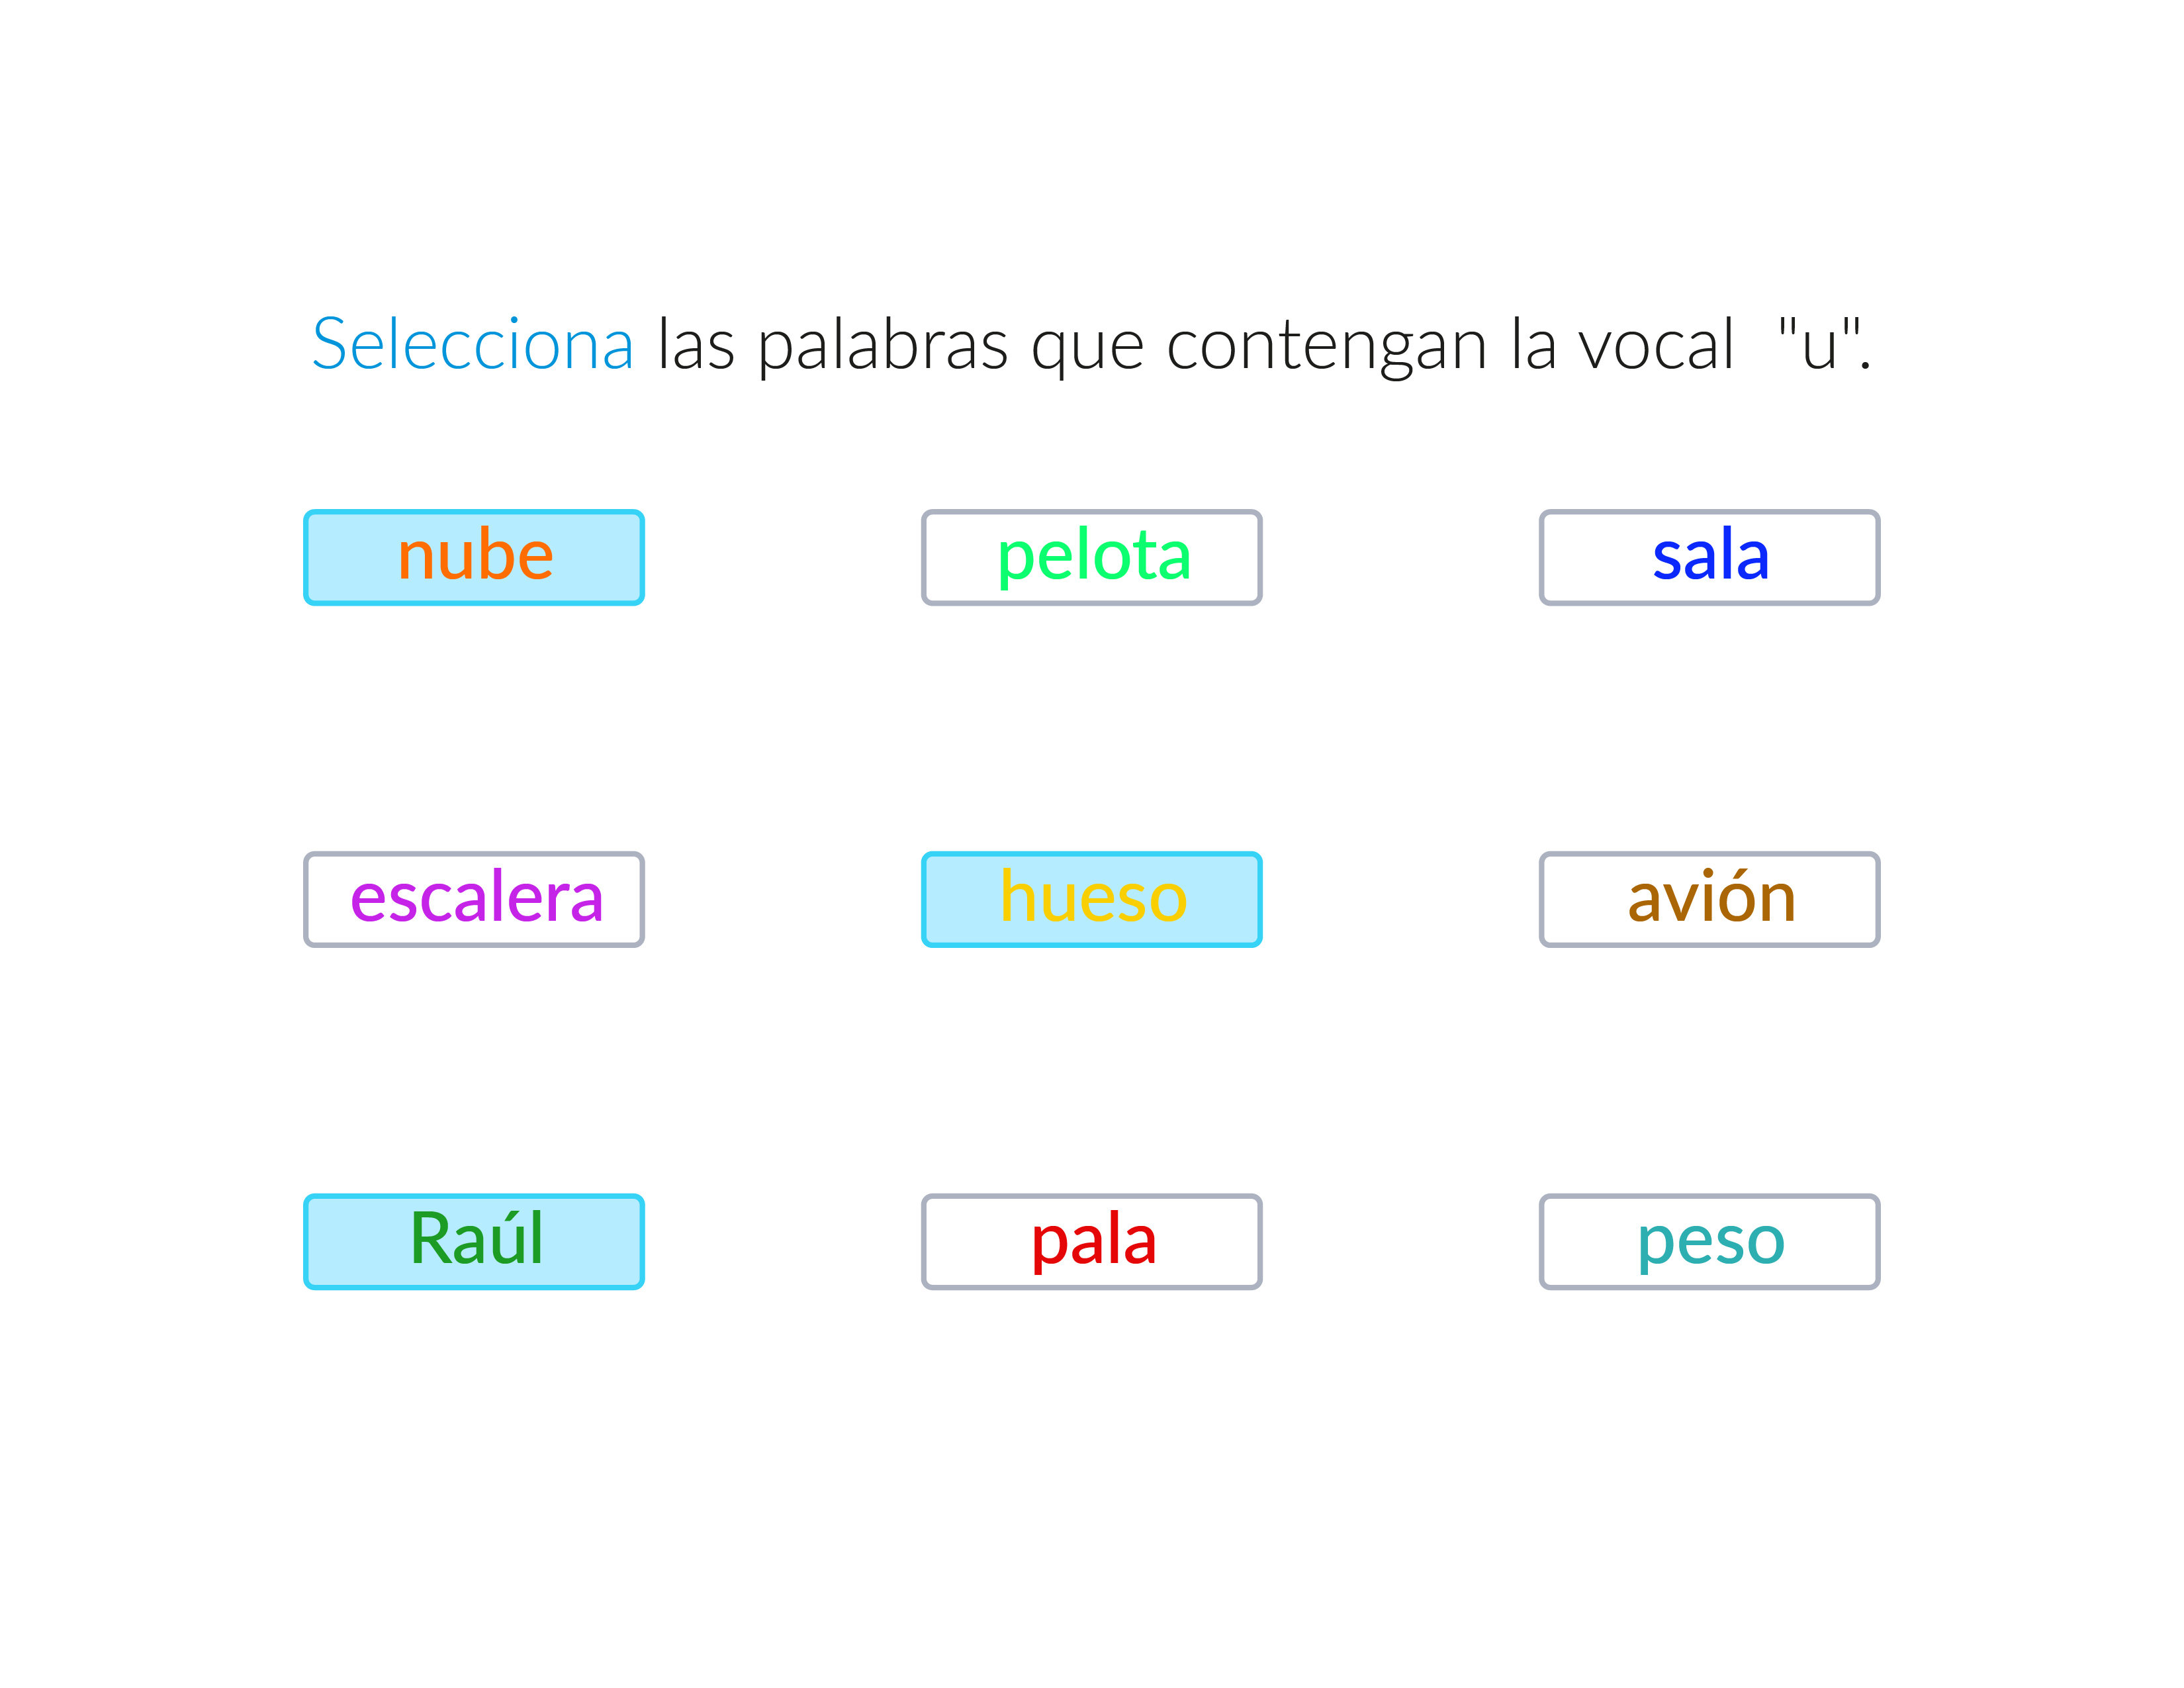 Selecciona las palabras que contengan la vocal "u".
nube pelota sala
escalera hueso avión
Raúl pala peso